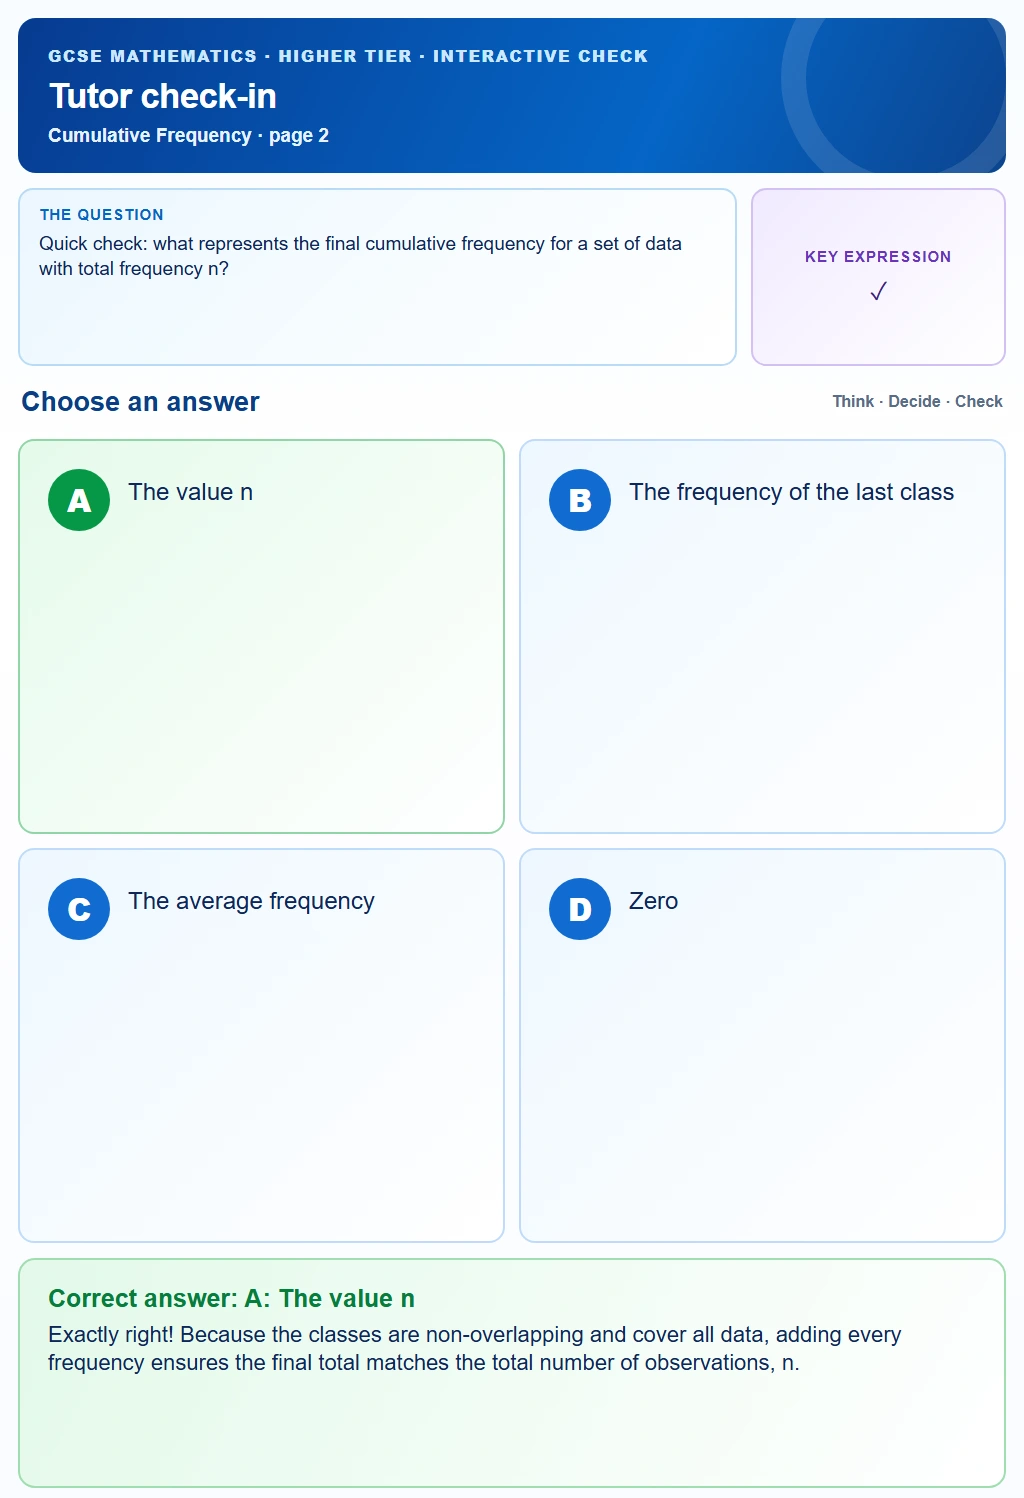 GCSE MATHEMATICS · HIGHER TIER · INTERACTIVE CHECK
Tutor check-in
Cumulative Frequency · page 2
THE QUESTION
Quick check: what represents the final cumulative frequency for a set of data
with total frequency n?
KEY EXPRESSION
✓
Choose an answer
Think · Decide · Check
A
The value n
B
The frequency of the last class
C
The average frequency
D
Zero
Correct answer: A: The value n
Exactly right! Because the classes are non-overlapping and cover all data, adding every
frequency ensures the final total matches the total number of observations, n.